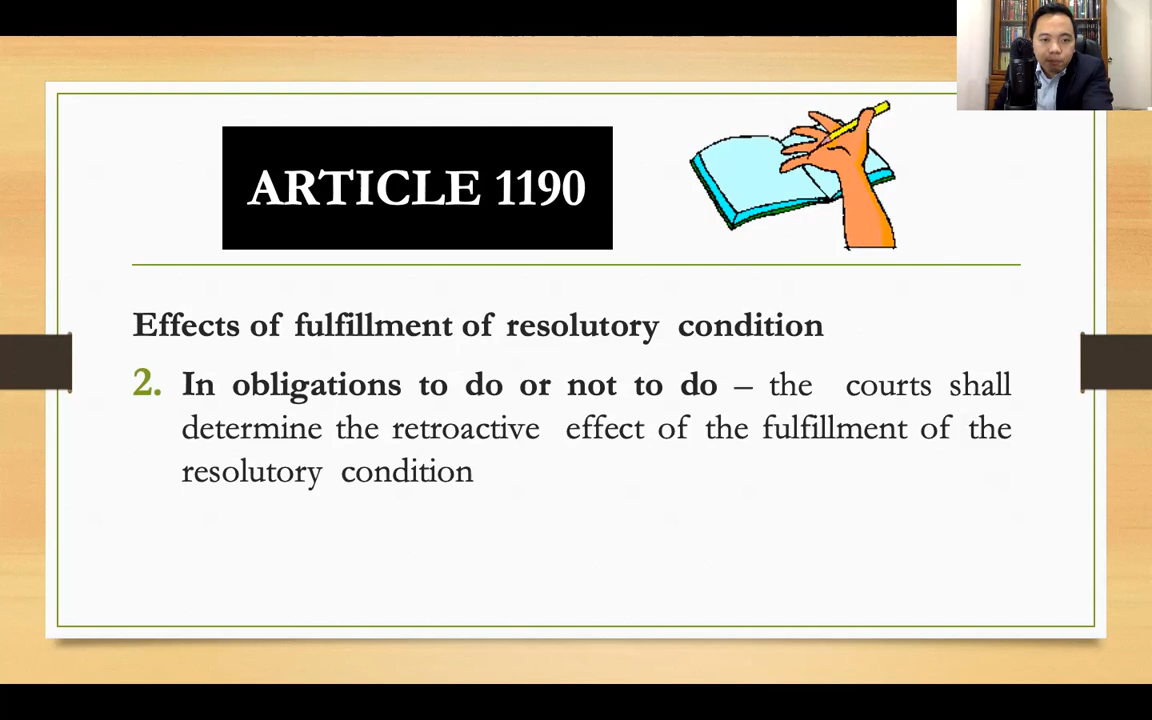 ARTICLE 1190
Effects of fulfillment of resolutory condition
2. In obligations to do or not to do – the courts shall
determine the retroactive effect of the fulfillment of the
resolutory condition